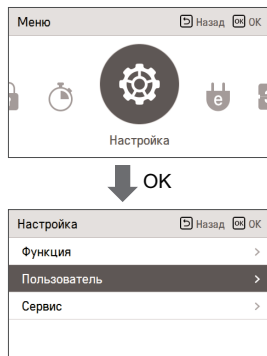 Меню Назад OK OK
e
Настройка
OK
Настройка Назад OK OK
Функция >
Пользователь >
Сервис >